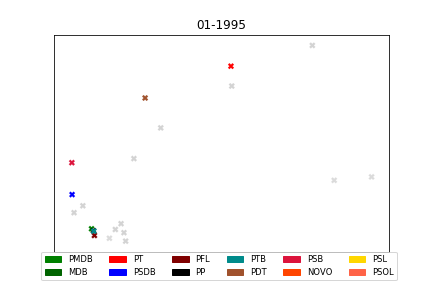 01-1995
PMDB PT PFL PTB PSB PSL
MDB PSDB PP PDT NOVO PSOL